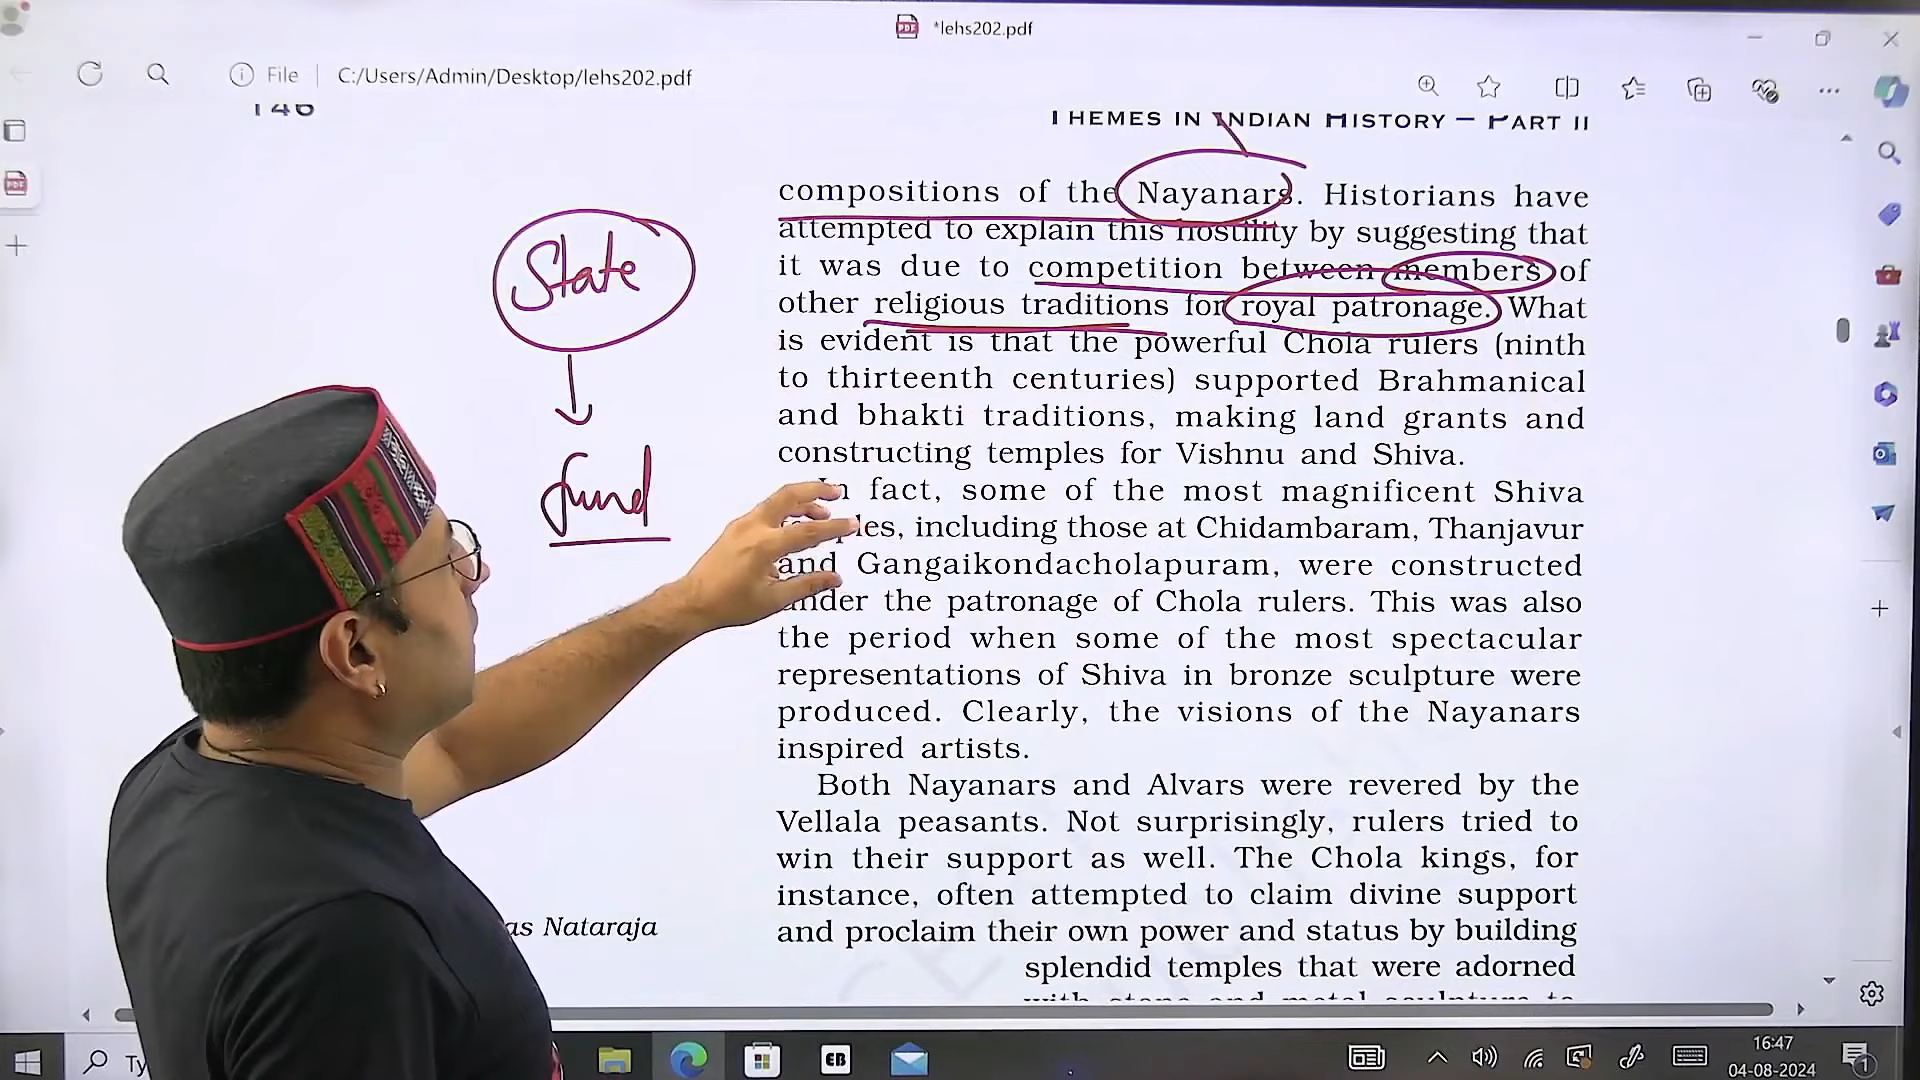 *lehs202.pdf
File
C:/Users/Admin/Desktop/lehs202.pdf
146
THEMES IN INDIAN HISTORY – PART II
compositions of the Nayanars. Historians have
attempted to explain this hostility by suggesting that
it was due to competition between members of
other religious traditions for royal patronage. What
is evident is that the powerful Chola rulers (ninth
to thirteenth centuries) supported Brahmanical
and bhakti traditions, making land grants and
constructing temples for Vishnu and Shiva.
In fact, some of the most magnificent Shiva
les, including those at Chidambaram, Thanjavur
and Gangaikondacholapuram, were constructed
under the patronage of Chola rulers. This was also
the period when some of the most spectacular
representations of Shiva in bronze sculpture were
produced. Clearly, the visions of the Nayanars
inspired artists.
Both Nayanars and Alvars were revered by the
Vellala peasants. Not surprisingly, rulers tried to
win their support as well. The Chola kings, for
instance, often attempted to claim divine support
and proclaim their own power and status by building
splendid temples that were adorned
State
fund
as Nataraja
Ty
EB
16:47
04-08-2024
1